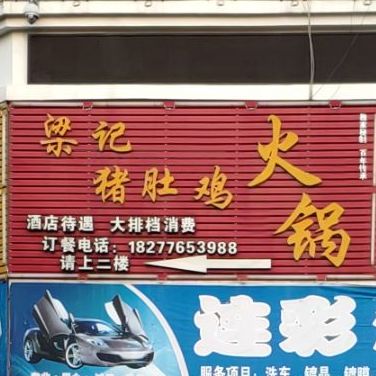 梁记
猪肚鸡
火锅
酒店待遇 大排档消费
订餐电话：18277653988
请上二楼
连彩
服务项目：洗车 镀晶 镀膜